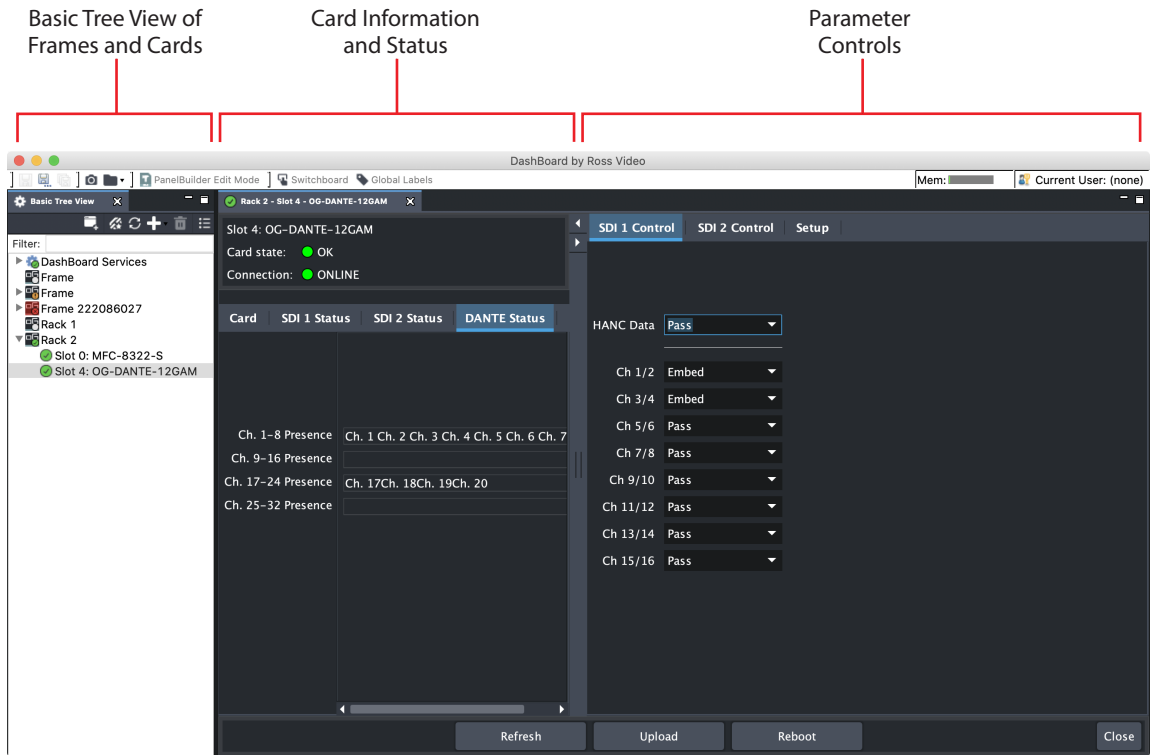 Basic Tree View of
Frames and Cards
Card Information
and Status
Parameter
Controls
DashBoard by Ross Video
PanelBuilder Edit Mode
Switchboard
Global Labels
Mem:
Current User: (none)
Basic Tree View X
Rack 2 - Slot 4 - OG-DANTE-12GAM X
Filter:
DashBoard Services
Frame
Frame
Frame 222086027
Rack 1
Rack 2
Slot 0: MFC-8322-S
Slot 4: OG-DANTE-12GAM
Slot 4: OG-DANTE-12GAM
Card state: OK
Connection: ONLINE
Card SDI 1 Status SDI 2 Status DANTE Status
Ch. 1-8 Presence Ch. 1 Ch. 2 Ch. 3 Ch. 4 Ch. 5 Ch. 6 Ch. 7
Ch. 9-16 Presence
Ch. 17-24 Presence Ch. 17Ch. 18Ch. 19Ch. 20
Ch. 25-32 Presence
SDI 1 Control SDI 2 Control Setup
HANC Data Pass
Ch 1/2 Embed
Ch 3/4 Embed
Ch 5/6 Pass
Ch 7/8 Pass
Ch 9/10 Pass
Ch 11/12 Pass
Ch 13/14 Pass
Ch 15/16 Pass
Refresh Upload Reboot Close